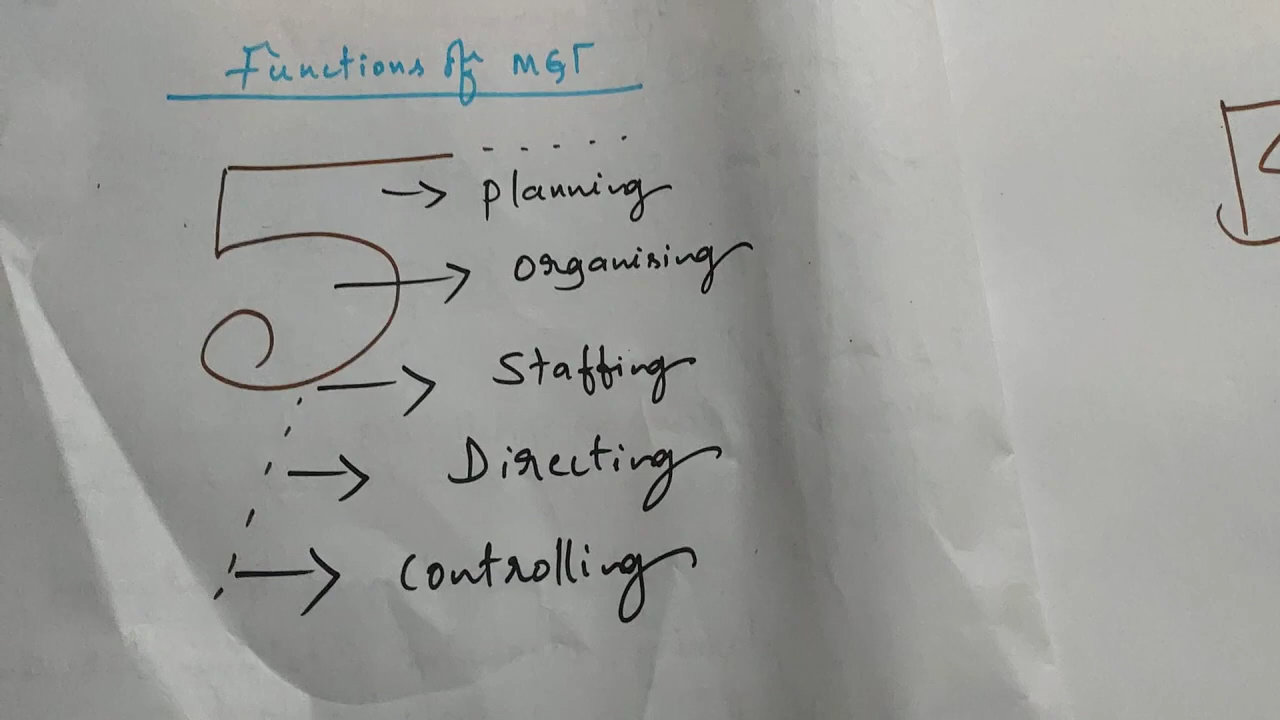 Functions of MGT
5
→ planning
→ organising
→ Staffing
→ Directing
→ controlling